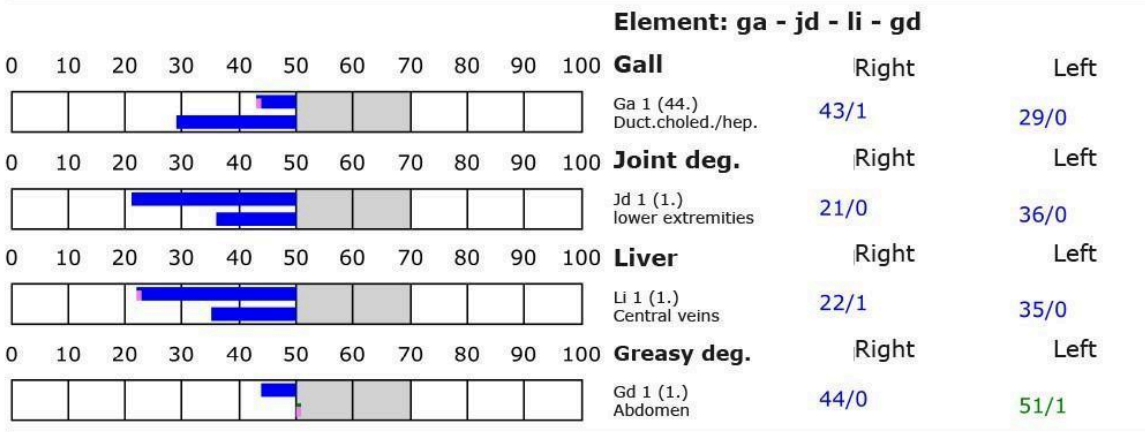 Element: ga - jd - li - gd
0 10 20 30 40 50 60 70 80 90 100 Gall Right Left
Ga 1 (44.) 43/1 29/0
Duct.choled./hep.
0 10 20 30 40 50 60 70 80 90 100 Joint deg. Right Left
Jd 1 (1.) 21/0 36/0
lower extremities
0 10 20 30 40 50 60 70 80 90 100 Liver Right Left
Li 1 (1.) 22/1 35/0
Central veins
0 10 20 30 40 50 60 70 80 90 100 Greasy deg. Right Left
Gd 1 (1.) 44/0 51/1
Abdomen